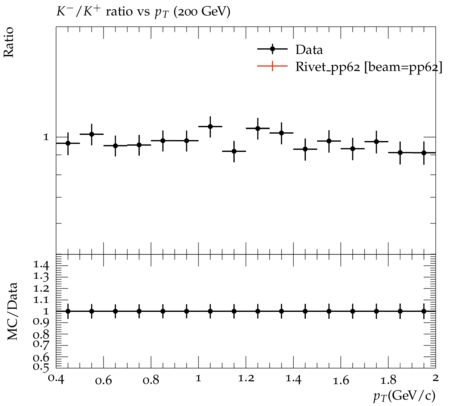 K⁻/K⁺ ratio vs p_T (200 GeV)
Ratio
Data
Rivet_pp62 [beam=pp62]
1
MC/Data
1.4
1.3
1.2
1.1
1
0.9
0.8
0.7
0.6
0.5
0.4 0.6 0.8 1 1.2 1.4 1.6 1.8 2
p_T(GeV/c)